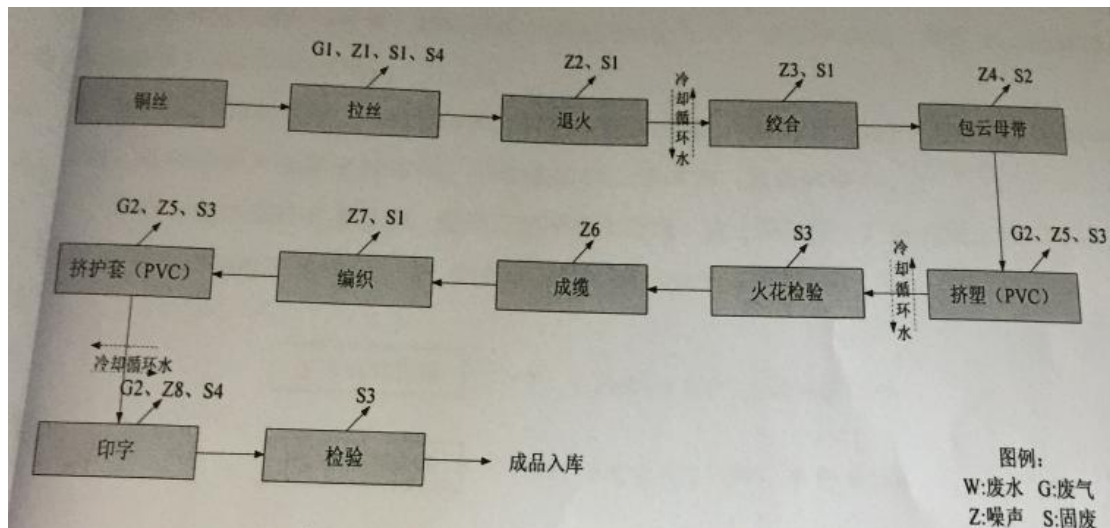 G1、Z1、S1、S4
Z2、S1
Z3、S1
Z4、S2
铜丝
拉丝
退火
冷却循环水
绞合
包云母带
G2、Z5、S3
Z7、S1
Z6
S3
G2、Z5、S3
挤护套（PVC）
编织
成缆
火花检验
冷却循环水
挤塑（PVC）
冷却循环水
G2、Z8、S4
S3
印字
检验
成品入库
图例：
W:废水 G:废气
Z:噪声 S:固废